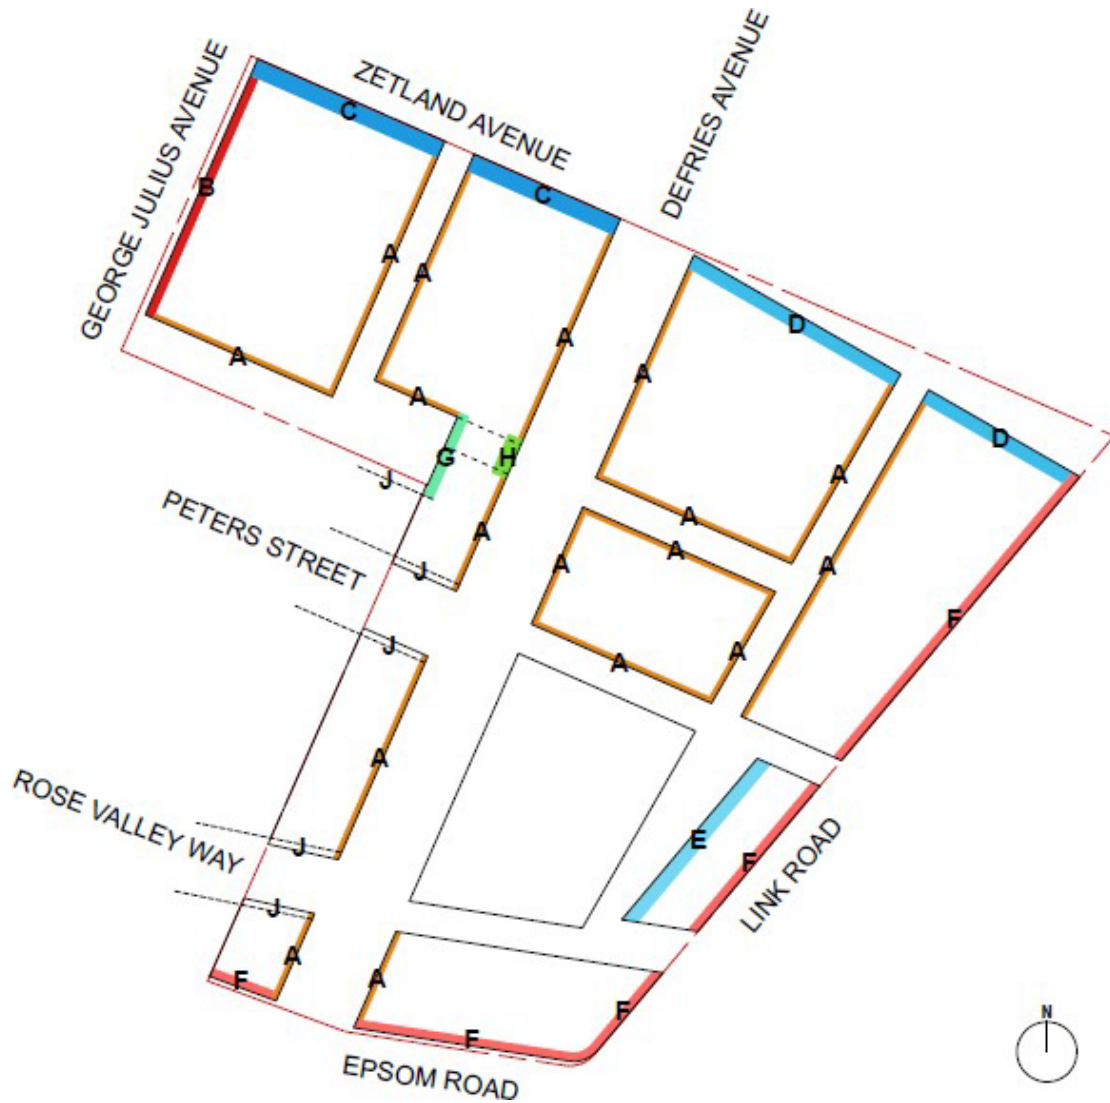 GEORGE JULIUS AVENUE
ZETLAND AVENUE
DEFRIES AVENUE
C
B
C
A
A
A
A
A
D
A
D
A
G
H
J
A
A
A
PETERS STREET
A
A
A
J
A
F
J
A
A
A
ROSE VALLEY WAY
J
E
F
LINK ROAD
J
A
A
F
F
F
EPSOM ROAD
N